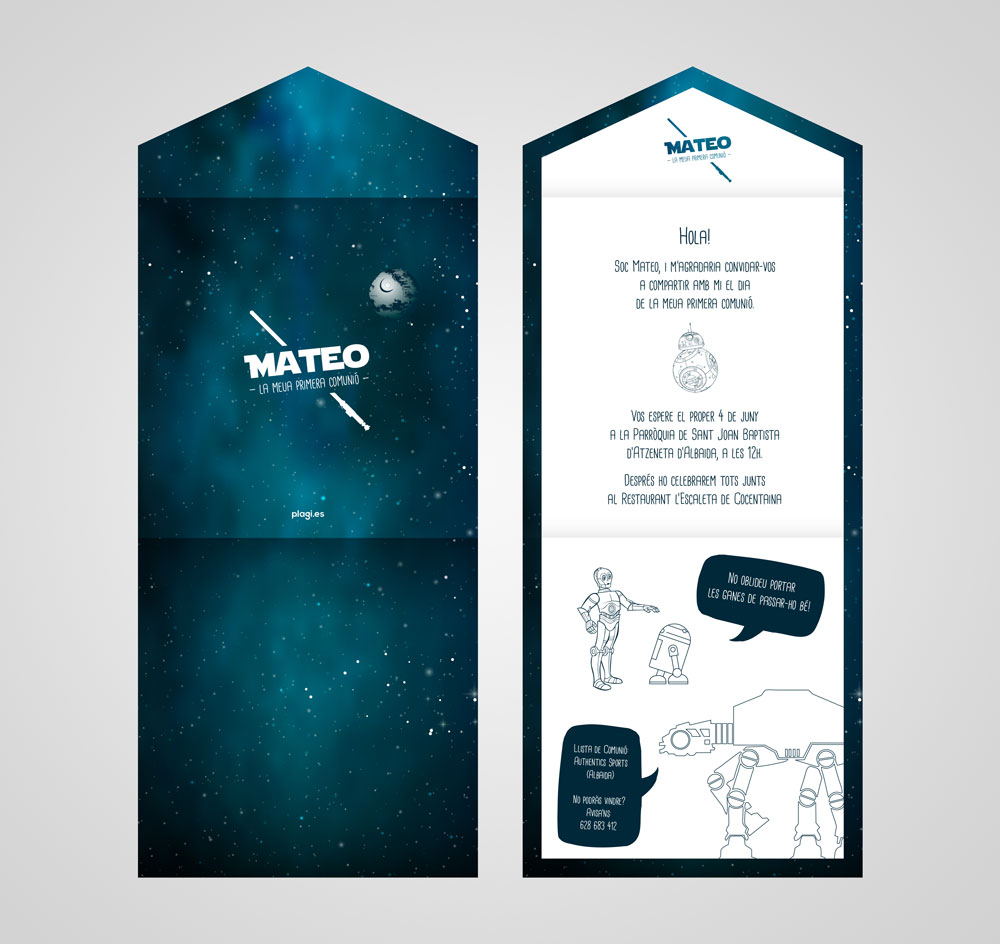 MATEO
– LA MEUA PRIMERA COMUNIÓ –
plagi.es
MATEO
– LA MEUA PRIMERA COMUNIÓ –
HOLA!
SOC MATEO, I M'AGRADARIA CONVIDAR-VOS
A COMPARTIR AMB MI EL DIA
DE LA MEUA PRIMERA COMUNIÓ.
VOS ESPERE EL PROPER 4 DE JUNY
A LA PARRÒQUIA DE SANT JOAN BAPTISTA
D'ATZENETA D'ALBAIDA, A LES 12H.
DESPRÉS HO CELEBRAREM TOTS JUNTS
AL RESTAURANT L'ESCALETA DE COCENTAINA
NO OBLIDEU PORTAR
LES GANES DE PASSAR-HO BÉ!
LLISTA DE COMUNIÓ
AUTHENTICS SPORTS
(ALBAIDA)
NO PODRÀS VINDRE?
AVISA'NS
628 683 412